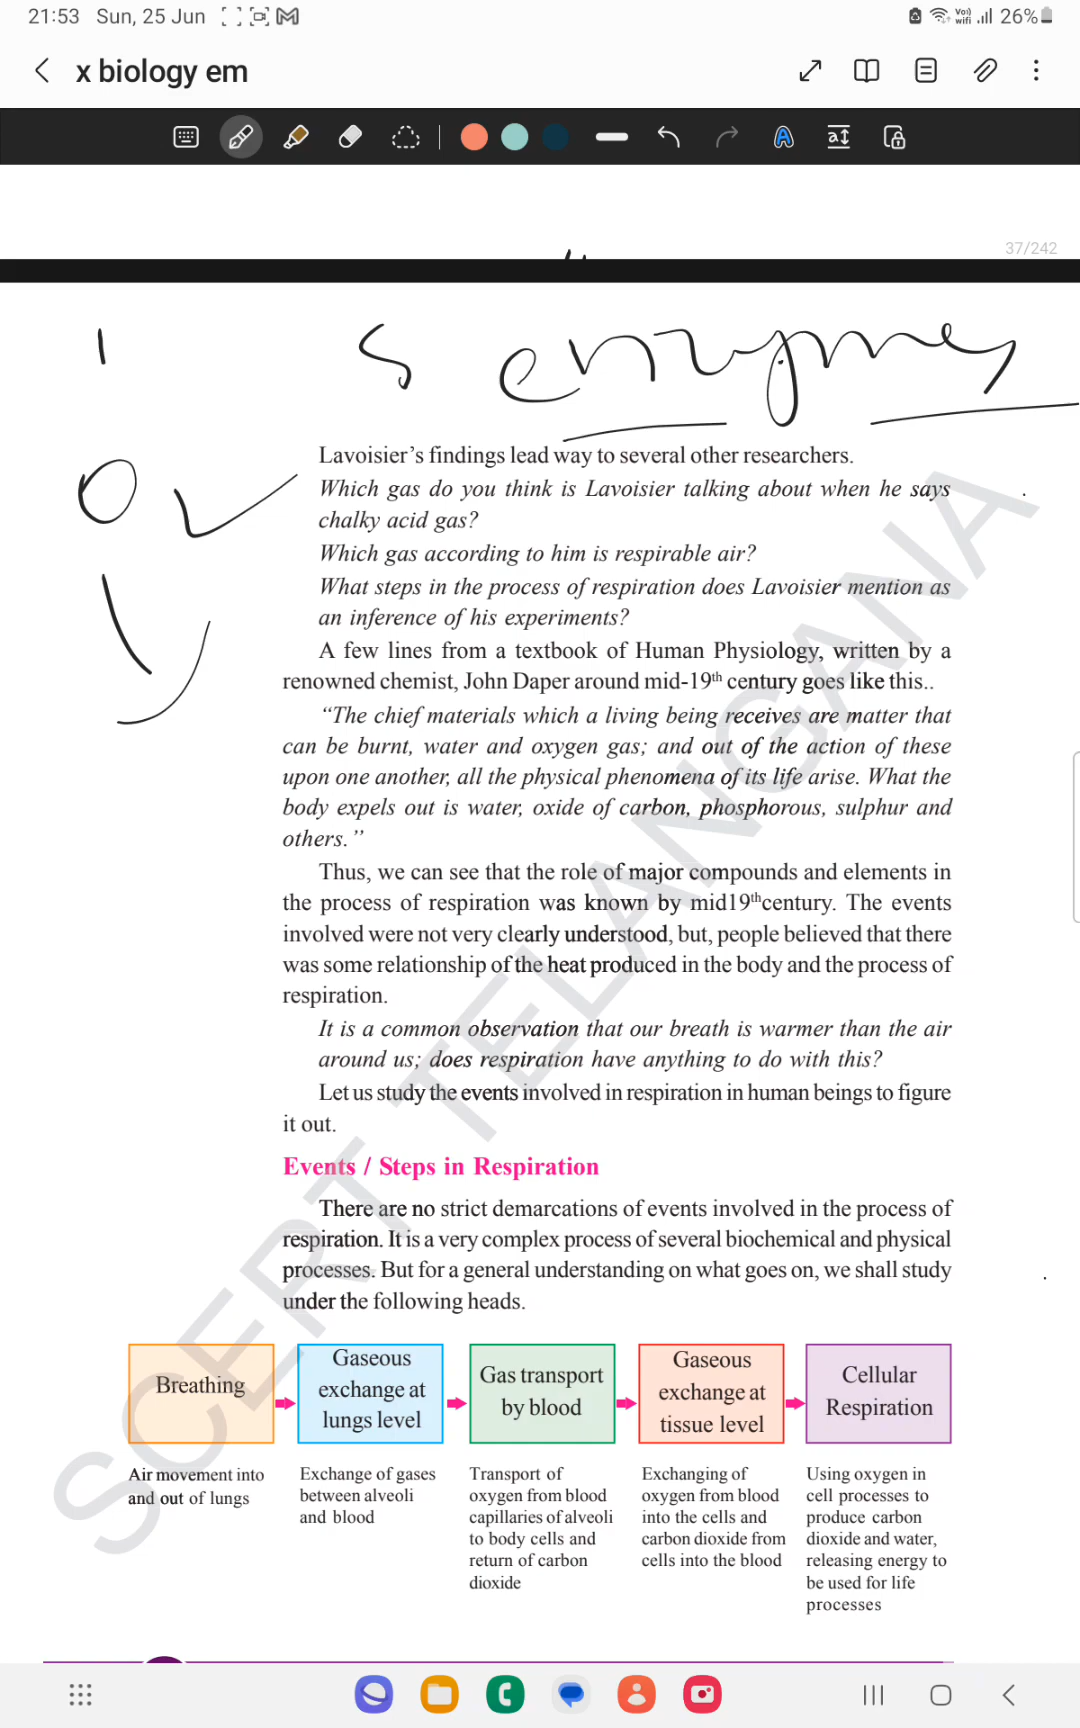 21:53 Sun, 25 Jun 26%
x biology em
37/242
s enzymes
Lavoisier’s findings lead way to several other researchers.
Which gas do you think is Lavoisier talking about when he says
chalky acid gas?
Which gas according to him is respirable air?
What steps in the process of respiration does Lavoisier mention as
an inference of his experiments?
A few lines from a textbook of Human Physiology, written by a
renowned chemist, John Daper around mid-19th century goes like this..
“The chief materials which a living being receives are matter that
can be burnt, water and oxygen gas; and out of the action of these
upon one another, all the physical phenomena of its life arise. What the
body expels out is water, oxide of carbon, phosphorous, sulphur and
others.”
Thus, we can see that the role of major compounds and elements in
the process of respiration was known by mid19thcentury. The events
involved were not very clearly understood, but, people believed that there
was some relationship of the heat produced in the body and the process of
respiration.
It is a common observation that our breath is warmer than the air
around us; does respiration have anything to do with this?
Let us study the events involved in respiration in human beings to figure
it out.
Events / Steps in Respiration
There are no strict demarcations of events involved in the process of
respiration. It is a very complex process of several biochemical and physical
processes. But for a general understanding on what goes on, we shall study
under the following heads.
Breathing
Gaseous
exchange at
lungs level
Gas transport
by blood
Gaseous
exchange at
tissue level
Cellular
Respiration
Air movement into
and out of lungs
Exchange of gases
between alveoli
and blood
Transport of
oxygen from blood
capillaries of alveoli
to body cells and
return of carbon
dioxide
Exchanging of
oxygen from blood
into the cells and
carbon dioxide from
cells into the blood
Using oxygen in
cell processes to
produce carbon
dioxide and water,
releasing energy to
be used for life
processes
SCERT TELANGANA